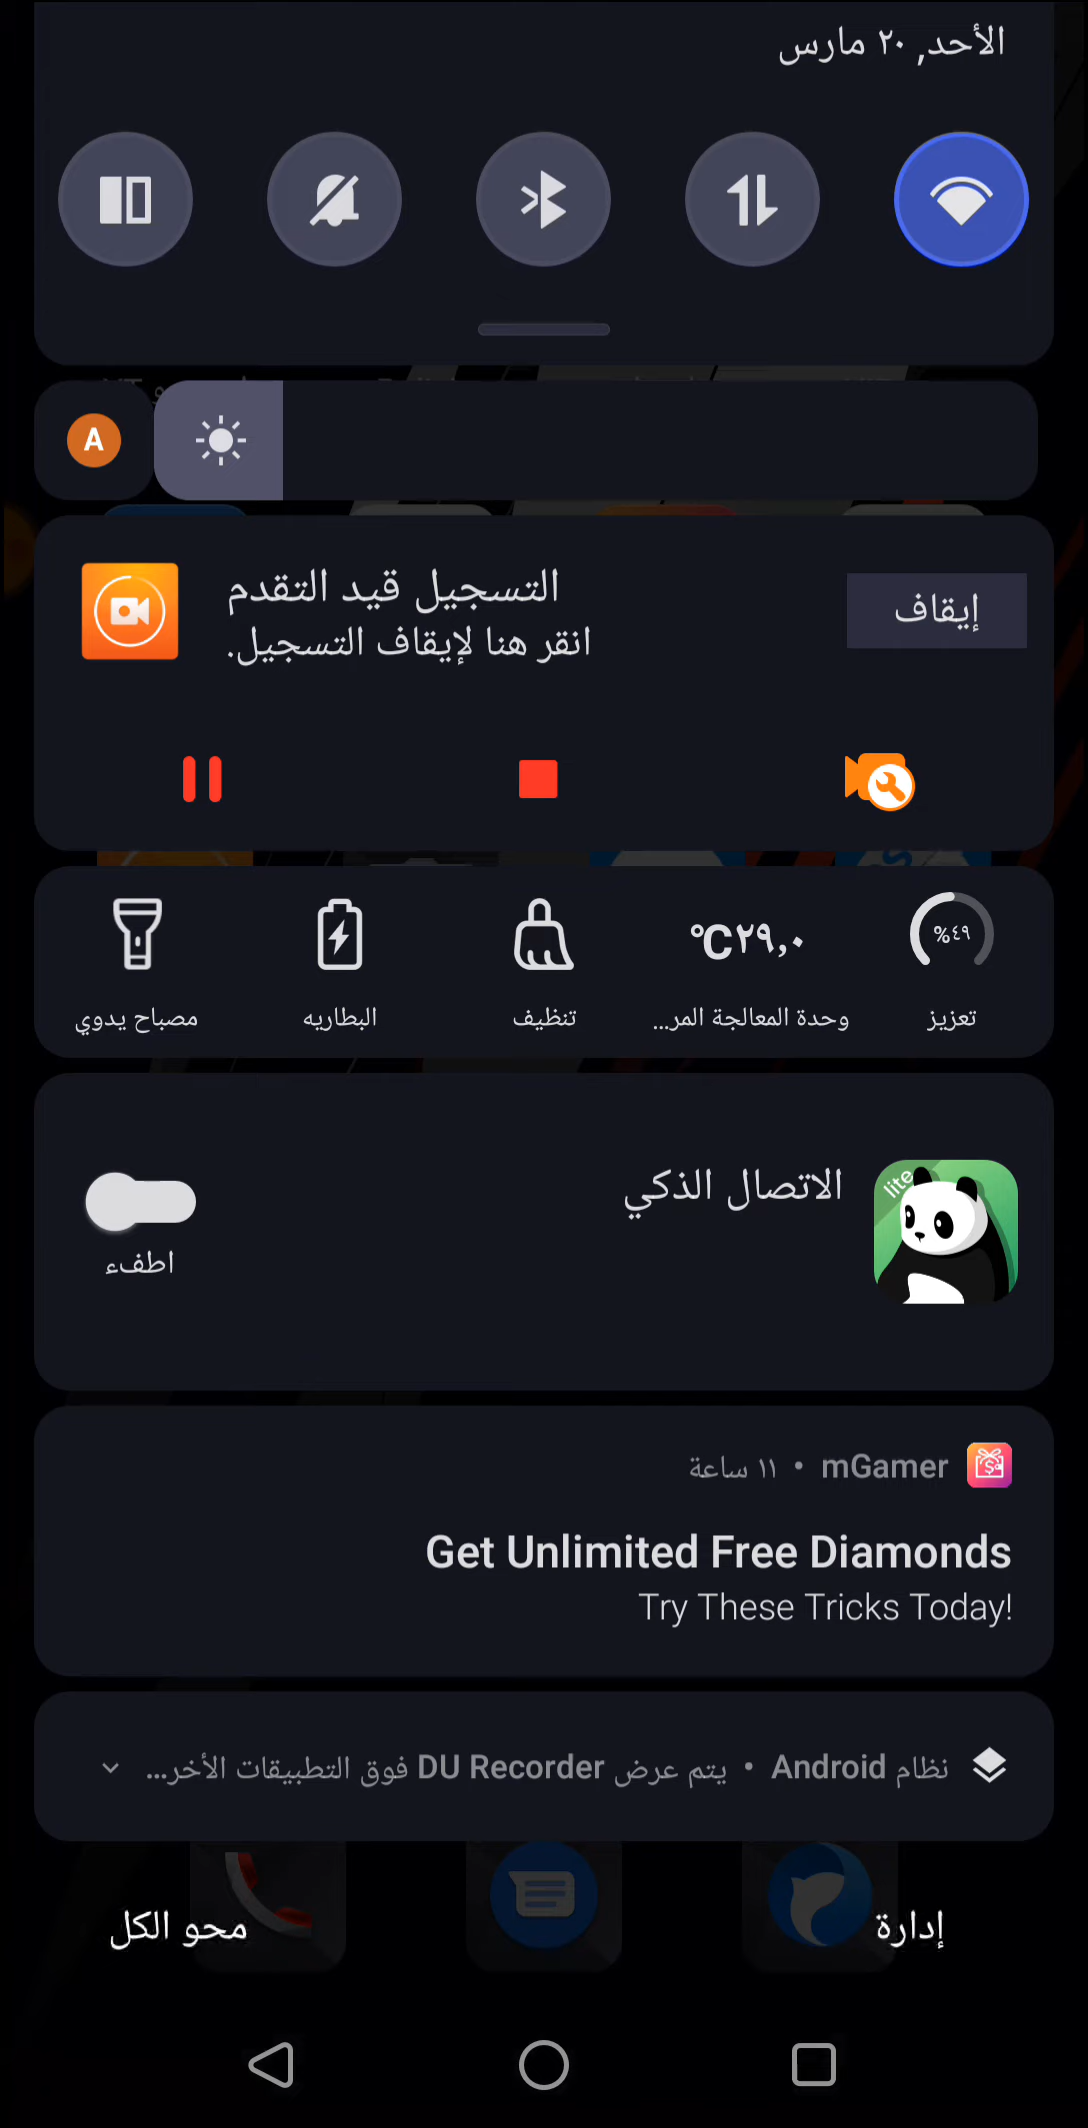 الأحد, ٢٠ مارس
A
التسجيل قيد التقدم
انقر هنا لإيقاف التسجيل.
إيقاف
%٤٩
٢٩,٠℃
تعزيز
وحدة المعالجة المر...
تنظيف
البطاريه
مصباح يدوي
lite
الاتصال الذكي
اطفء
mGamer • ١١ ساعة
Get Unlimited Free Diamonds
Try These Tricks Today!
نظام Android • يتم عرض DU Recorder فوق التطبيقات الأخر...
إدارة
محو الكل